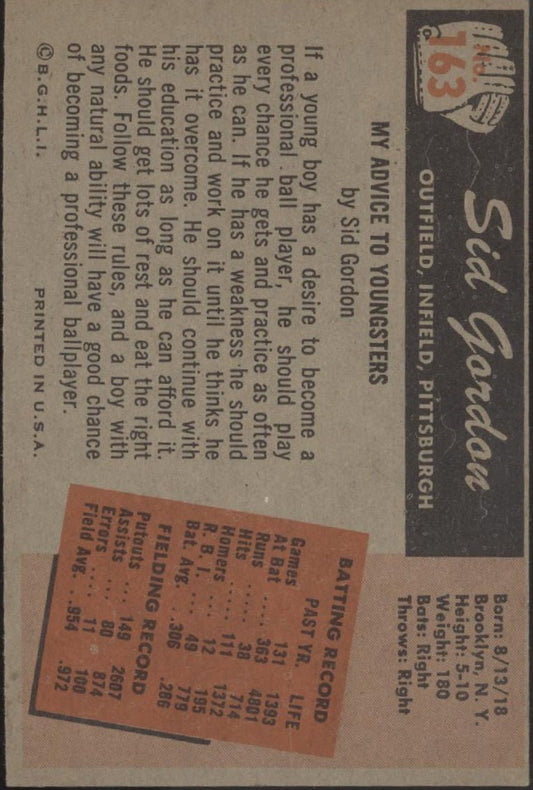 NO.
163
Sid Gordon
OUTFIELD, INFIELD, PITTSBURGH
Born: 8/13/18
Brooklyn, N. Y.
Height: 5-10
Weight: 180
Bats: Right
Throws: Right
MY ADVICE TO YOUNGSTERS
by Sid Gordon
If a young boy has a desire to become a
professional ball player, he should play
every chance he gets and practice as often
as he can. If he has a weakness he should
practice and work on it until he thinks he
has it overcome. He should continue with
his education as long as he can afford it.
He should get lots of rest and eat the right
foods. Follow these rules, and a boy with
any natural ability will have a good chance
of becoming a professional ballplayer.
©B.G.H.L.I. PRINTED IN U.S.A.
BATTING RECORD
PAST YR. LIFE
Games 131 1393
At Bat 363 4801
Runs ..... 38 714
Hits ..... 111 1372
Homers ..... 12 195
R. B. I. ..... 49 779
Bat. Avg. .. .306 .286
FIELDING RECORD
Putouts .... 149 2607
Assists .... 80 874
Errors ..... 11 100
Field Avg. .. .954 .972